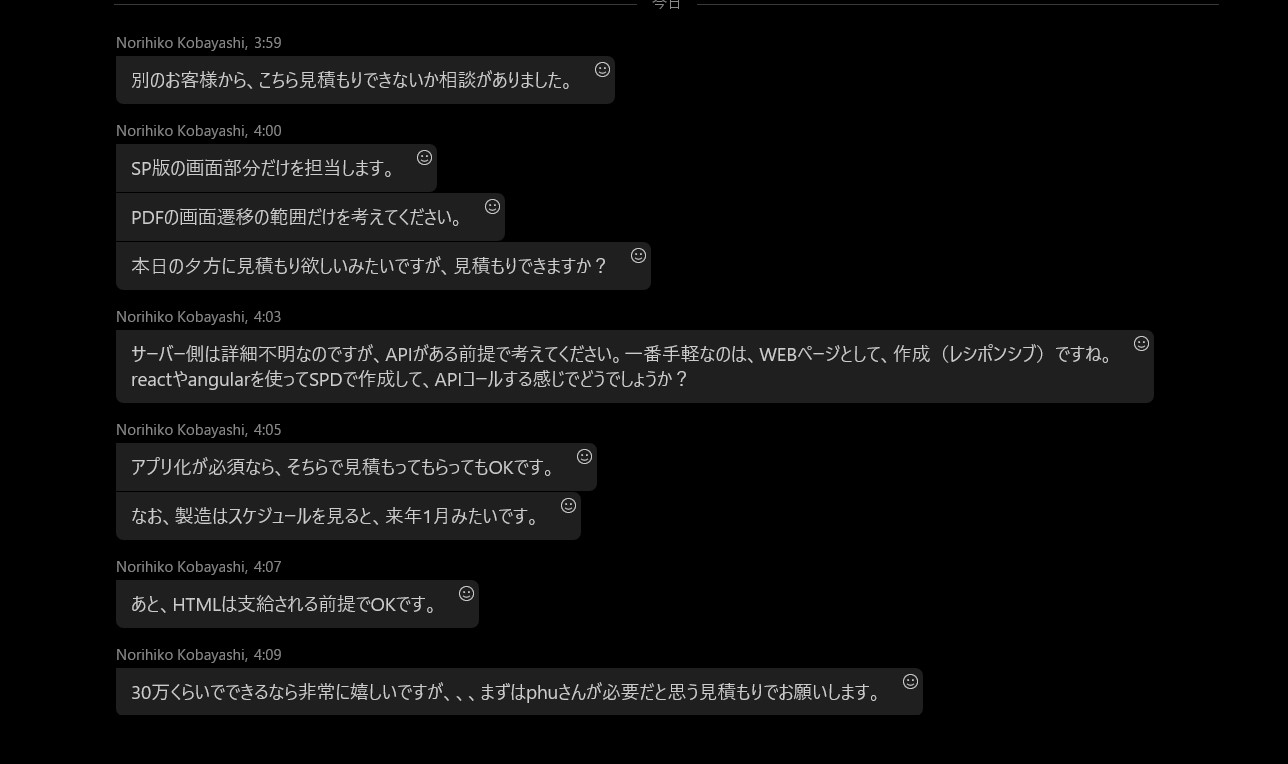 今日
Norihiko Kobayashi, 3:59
別のお客様から、こちら見積もりできないか相談がありました。
Norihiko Kobayashi, 4:00
SP版の画面部分だけを担当します。
PDFの画面遷移の範囲だけを考えてください。
本日の夕方に見積もり欲しいみたいですが、見積もりできますか？
Norihiko Kobayashi, 4:03
サーバー側は詳細不明なのですが、APIがある前提で考えてください。一番手軽なのは、WEBページとして、作成（レシポンシブ）ですね。
reactやangularを使ってSPDで作成して、APIコールする感じでどうでしょうか？
Norihiko Kobayashi, 4:05
アプリ化が必須なら、そちらで見積もってもらってもOKです。
なお、製造はスケジュールを見ると、来年1月みたいです。
Norihiko Kobayashi, 4:07
あと、HTMLは支給される前提でOKです。
Norihiko Kobayashi, 4:09
30万くらいでできるなら非常に嬉しいですが、、、まずはphuさんが必要だと思う見積もりでお願いします。